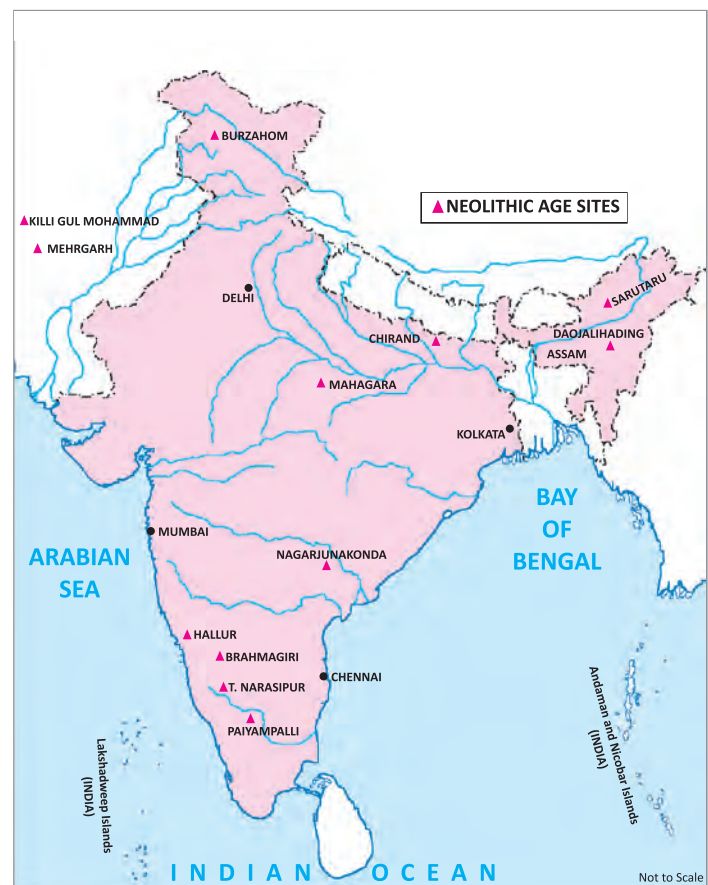 BURZAHOM
NEOLITHIC AGE SITES
KILLI GUL MOHAMMAD
MEHRGARH
SARUTARU
DELHI
DAOJALIHADING
CHIRAND
ASSAM
MAHAGARA
KOLKATA
BAY
OF
BENGAL
MUMBAI
ARABIAN
SEA
NAGARJUNAKONDA
HALLUR
BRAHMAGIRI
CHENNAI
T. NARASIPUR
PAIYAMPALLI
Andaman and Nicobar Islands
(INDIA)
Lakshadweep Islands
(INDIA)
INDIAN OCEAN
Not to Scale